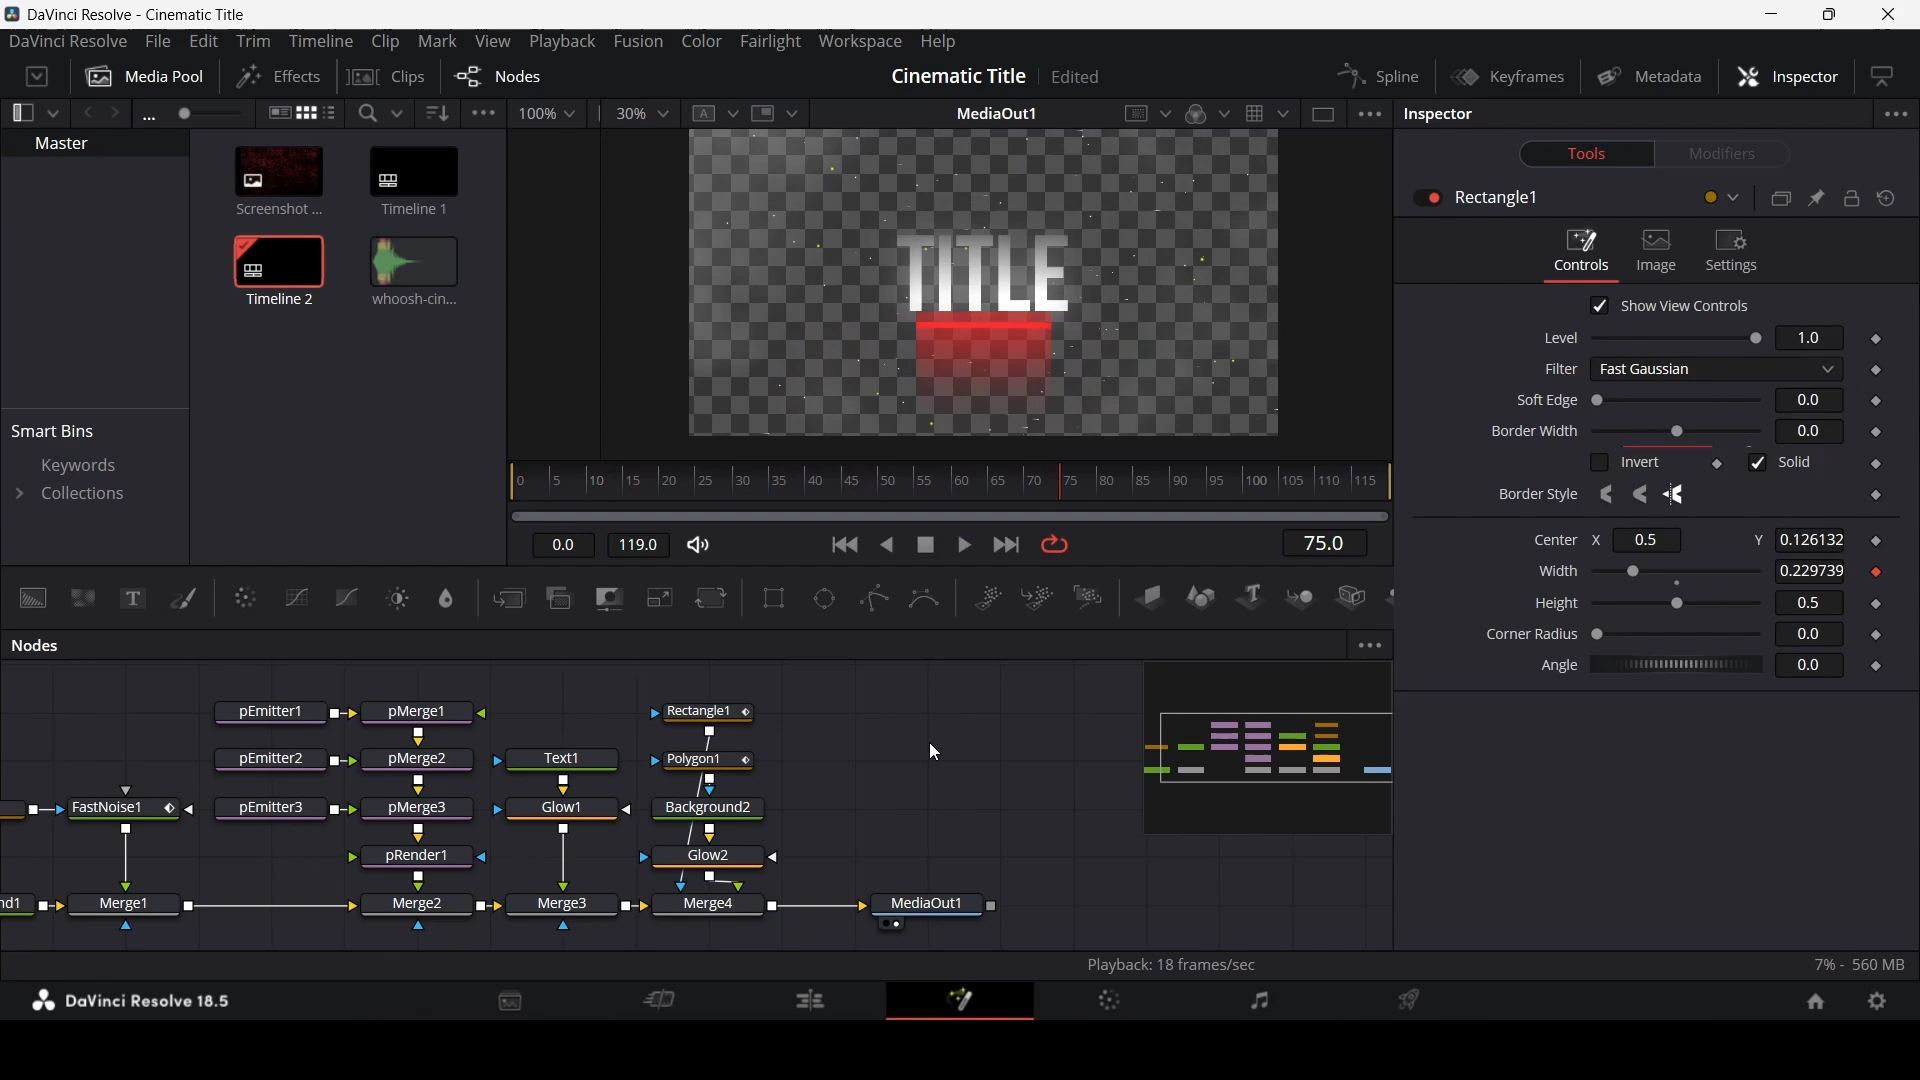 DaVinci Resolve - Cinematic Title
DaVinci Resolve File Edit Trim Timeline Clip Mark View Playback Fusion Color Fairlight Workspace Help
Media Pool Effects Clips Nodes Cinematic Title Edited Spline Keyframes Metadata Inspector
... 100% 30% A MediaOut1 Inspector
Master
Screenshot ... Timeline 1
Timeline 2 whoosh-cin...
Smart Bins
Keywords
Collections
TITLE
0 5 10 15 20 25 30 35 40 45 50 55 60 65 70 75 80 85 90 95 100 105 110 115
0.0 119.0 75.0
Tools Modifiers
Rectangle1
Controls Image Settings
Show View Controls
Level 1.0
Filter Fast Gaussian
Soft Edge 0.0
Border Width 0.0
Invert Solid
Border Style
Center X 0.5 Y 0.126132
Width 0.229739
Height 0.5
Corner Radius 0.0
Angle 0.0
Nodes
pEmitter1 pMerge1 Rectangle1
pEmitter2 pMerge2 Text1 Polygon1
FastNoise1 pEmitter3 pMerge3 Glow1 Background2
pRender1 Glow2
nd1 Merge1 Merge2 Merge3 Merge4 MediaOut1
Playback: 18 frames/sec 7% - 560 MB
DaVinci Resolve 18.5